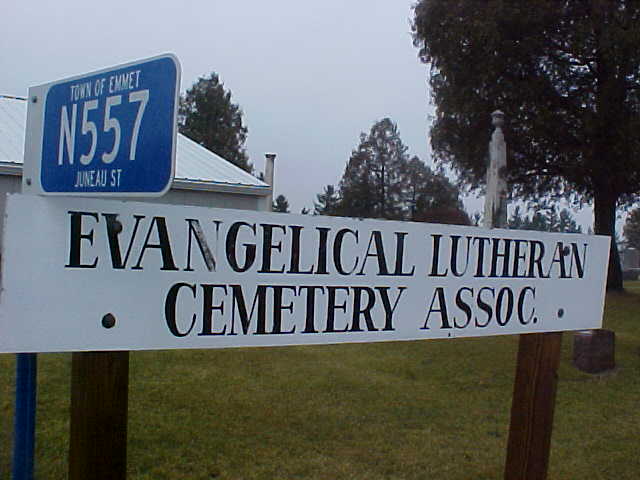 TOWN OF EMMET
N557
JUNEAU ST
EVANGELICAL LUTHERAN
CEMETERY ASSOC.